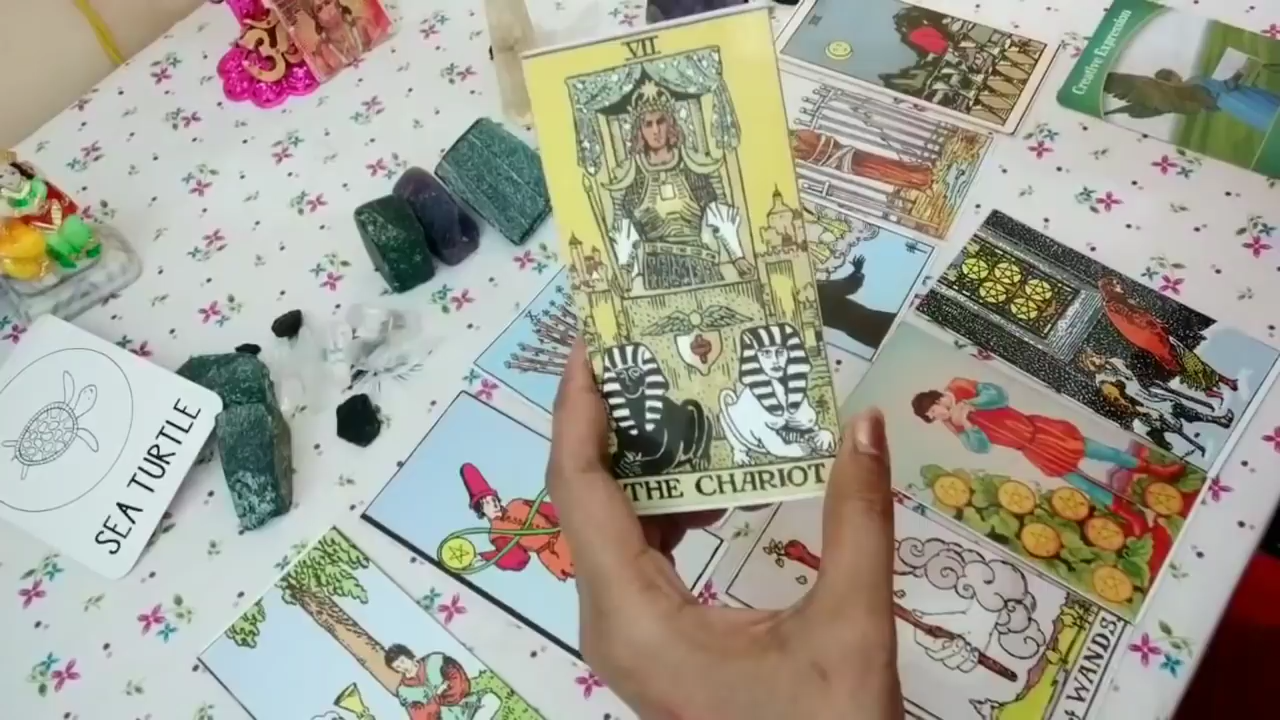 VII
THE CHARIOT
Creative Expression
SEA TURTLE
WANDS.
ॐ